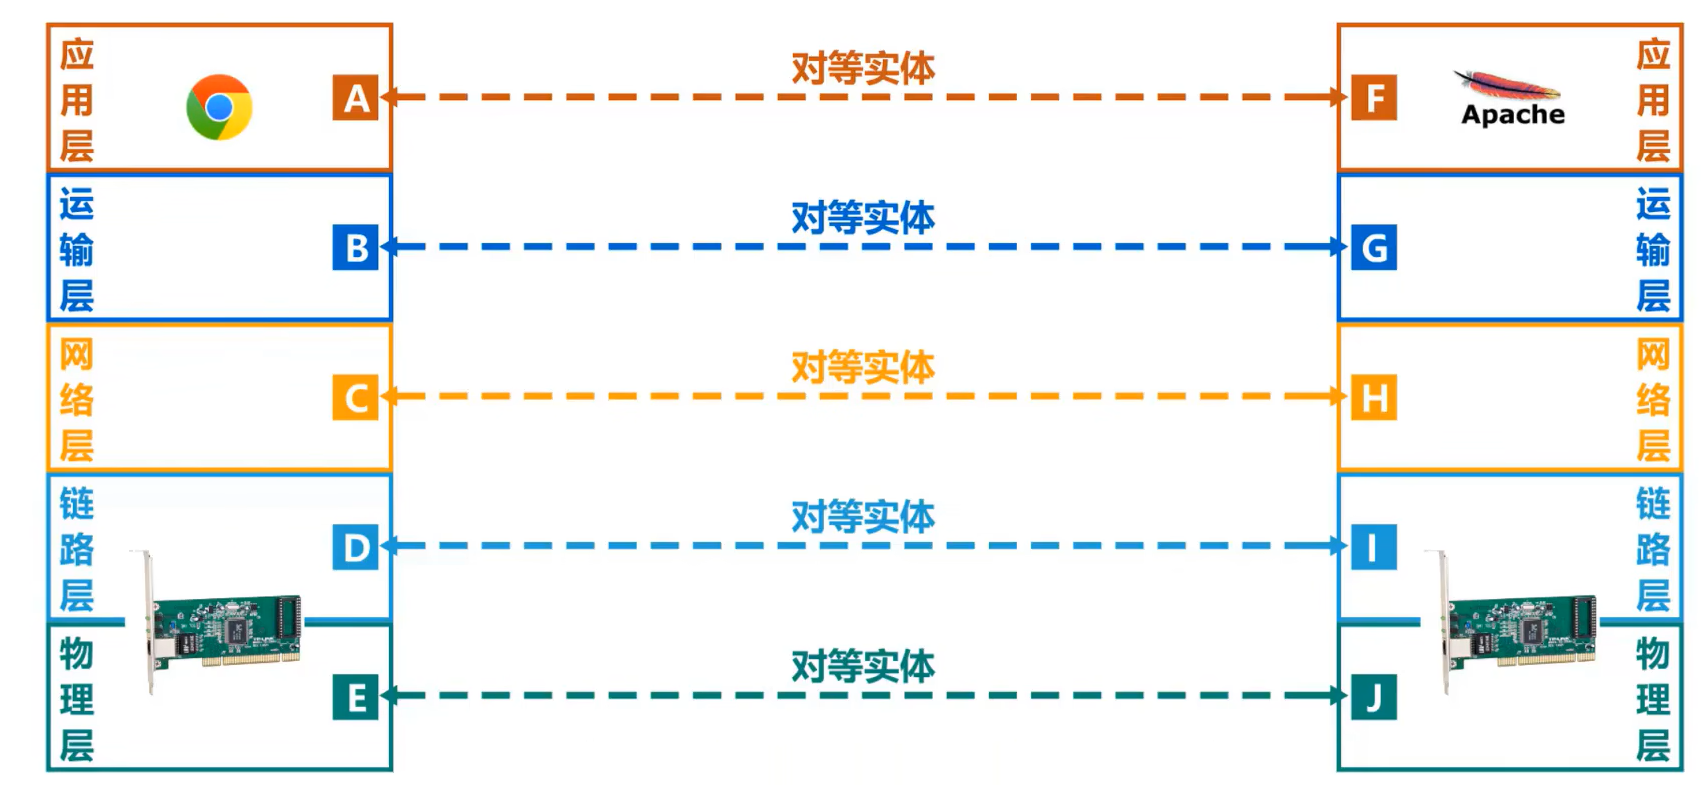 应用层
A
对等实体
F
Apache
应用层
运输层
B
对等实体
G
运输层
网络层
C
对等实体
H
网络层
链路层
D
对等实体
I
链路层
物理层
E
对等实体
J
物理层